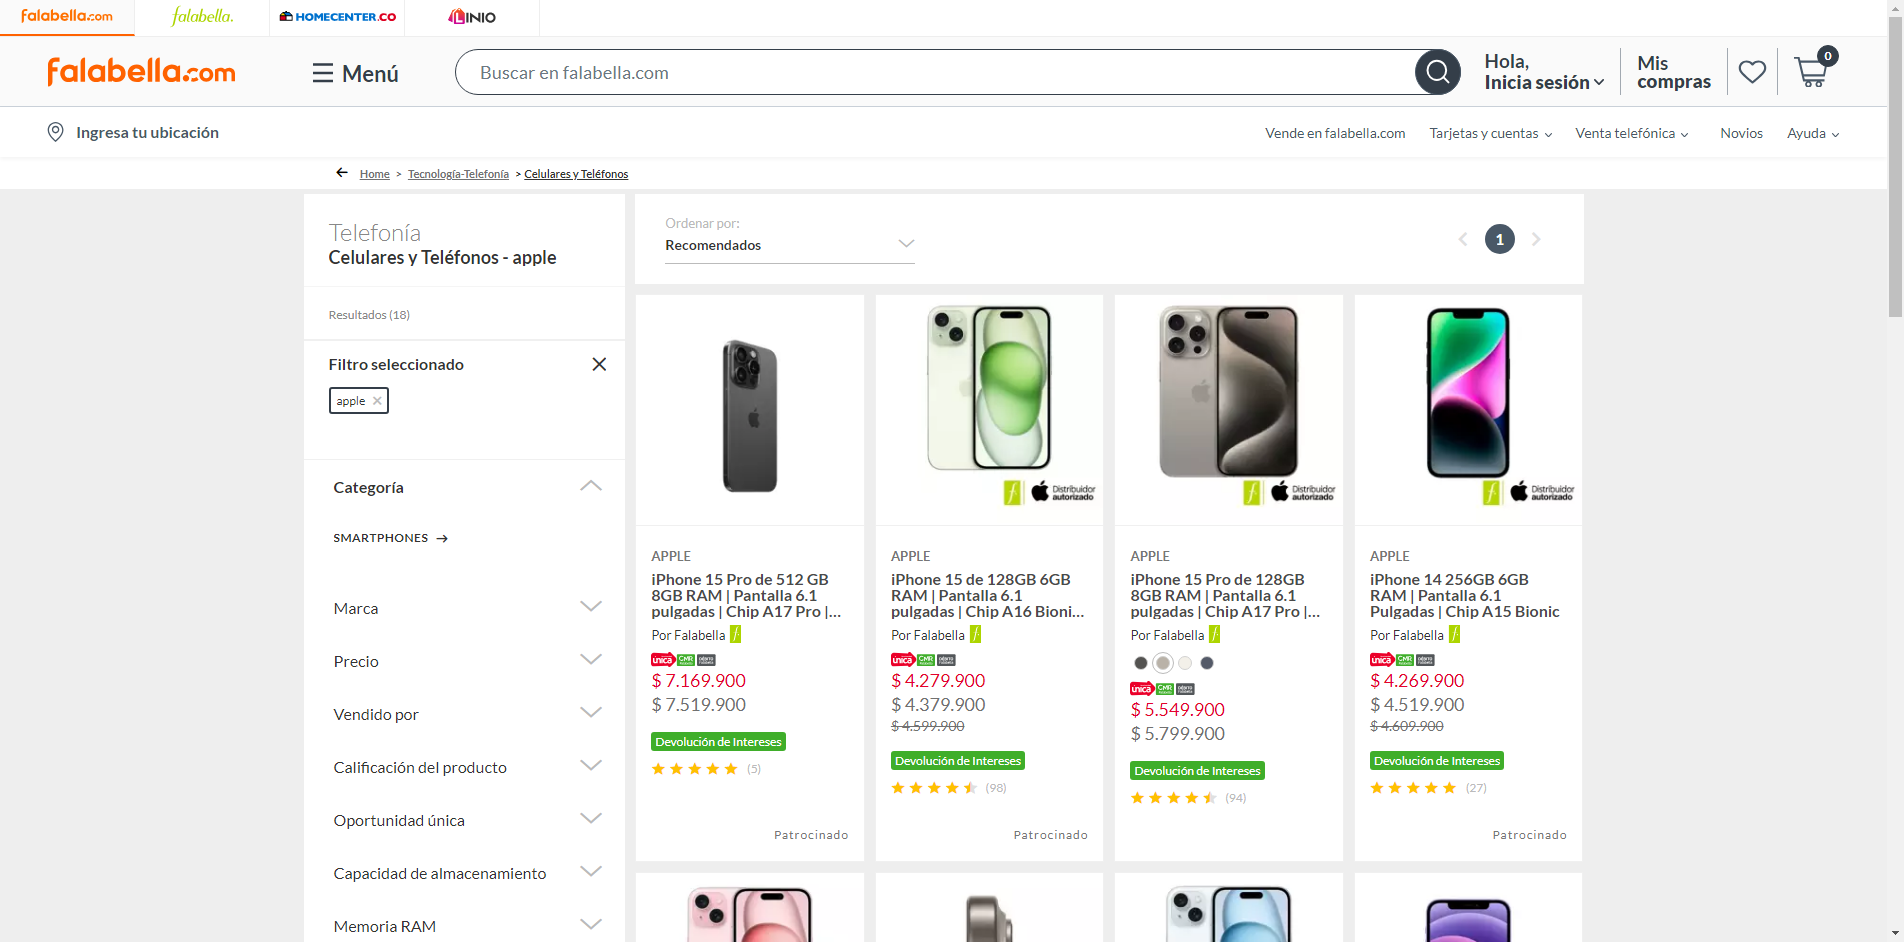 falabella.com
falabella.
HOMECENTER.CO
LINIO
falabella.com
Menú
Buscar en falabella.com
Hola,
Inicia sesión
Mis
compras
0
Ingresa tu ubicación
Vende en falabella.com
Tarjetas y cuentas
Venta telefónica
Novios
Ayuda
Home > Tecnología-Telefonía > Celulares y Teléfonos
Telefonía
Celulares y Teléfonos - apple
Resultados (18)
Filtro seleccionado
apple
Categoría
SMARTPHONES
Marca
Precio
Vendido por
Calificación del producto
Oportunidad única
Capacidad de almacenamiento
Memoria RAM
Ordenar por:
Recomendados
1
APPLE
iPhone 15 Pro de 512 GB
8GB RAM | Pantalla 6.1
pulgadas | Chip A17 Pro |...
Por Falabella
única
CMR
$ 7.169.900
$ 7.519.900
Devolución de Intereses
(5)
Patrocinado
Distribuidor
autorizado
APPLE
iPhone 15 de 128GB 6GB
RAM | Pantalla 6.1
pulgadas | Chip A16 Bioni...
Por Falabella
única
CMR
$ 4.279.900
$ 4.379.900
$ 4.599.900
Devolución de Intereses
(98)
Patrocinado
Distribuidor
autorizado
APPLE
iPhone 15 Pro de 128GB
8GB RAM | Pantalla 6.1
pulgadas | Chip A17 Pro |...
Por Falabella
única
CMR
$ 5.549.900
$ 5.799.900
Devolución de Intereses
(94)
Distribuidor
autorizado
APPLE
iPhone 14 256GB 6GB
RAM | Pantalla 6.1
Pulgadas | Chip A15 Bionic
Por Falabella
única
CMR
$ 4.269.900
$ 4.519.900
$ 4.609.900
Devolución de Intereses
(27)
Patrocinado